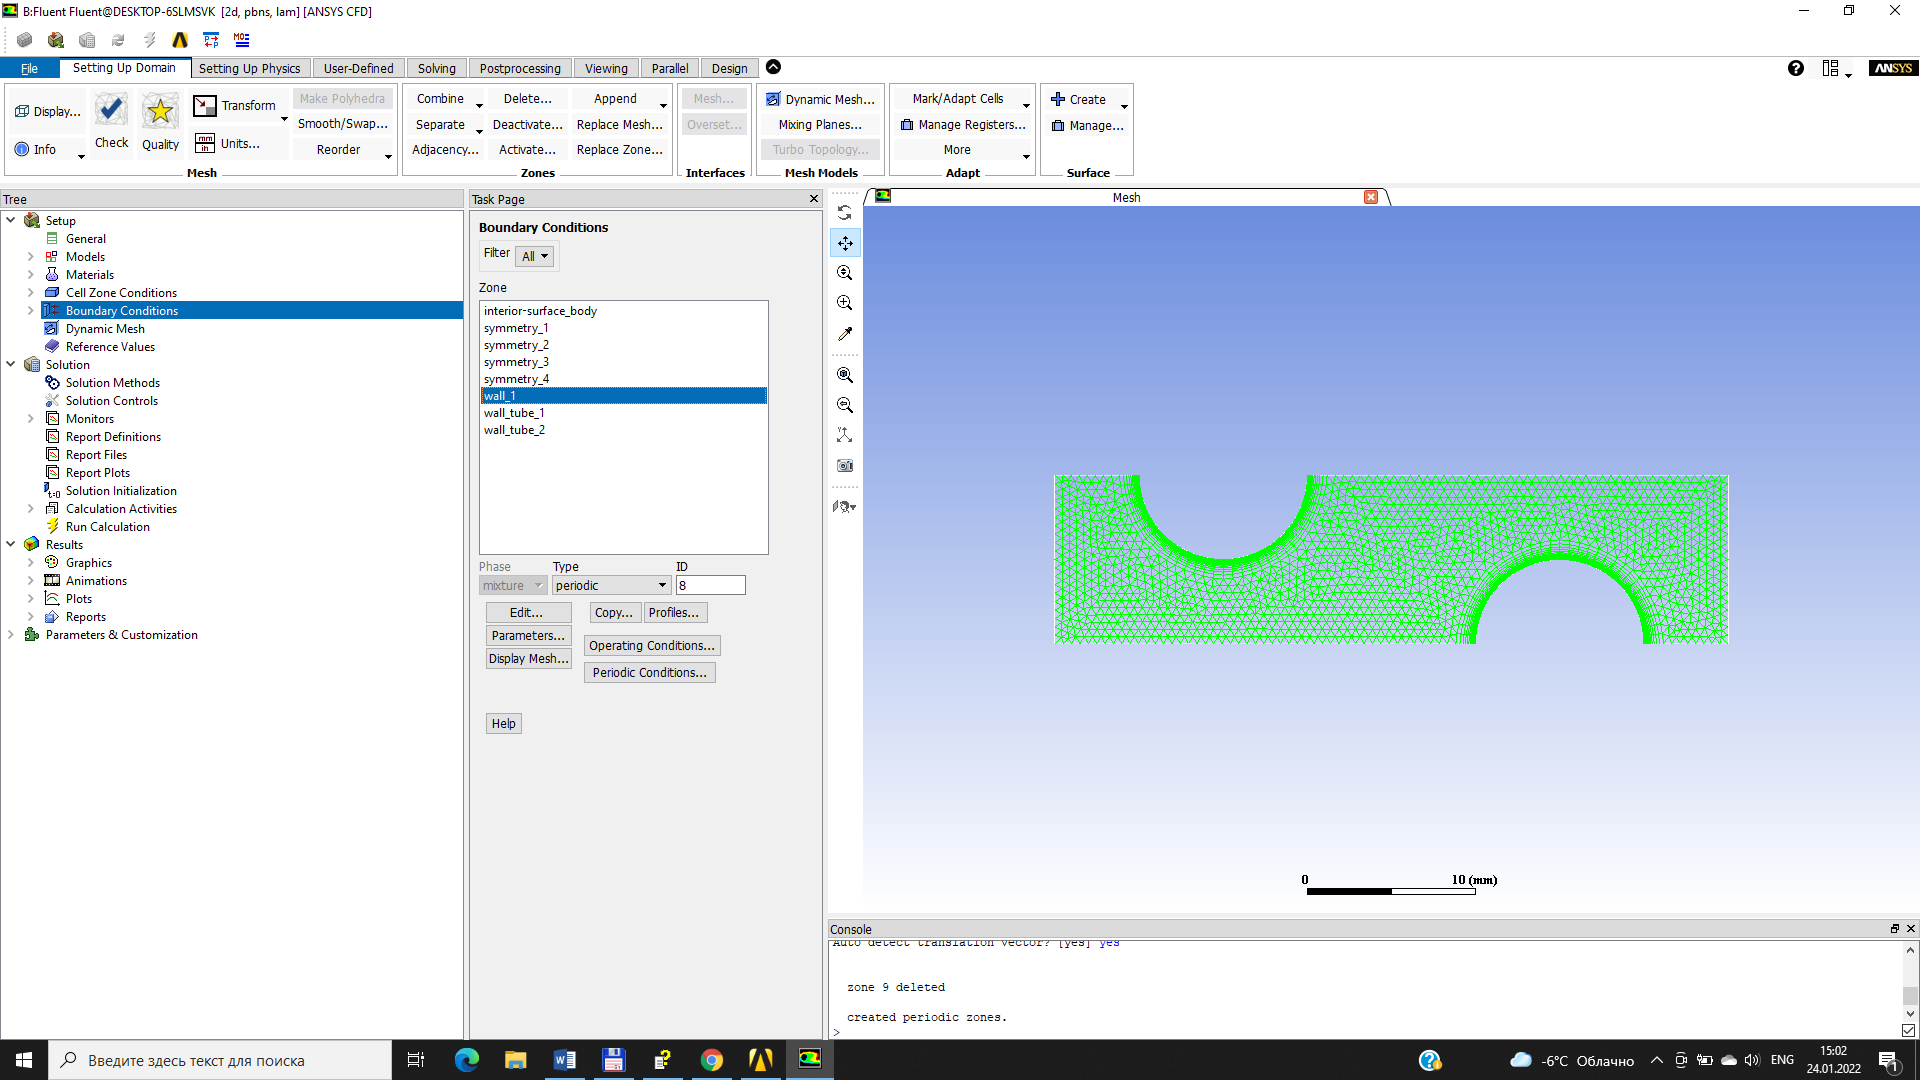 B:Fluent Fluent@DESKTOP-6SLMSVK [2d, pbns, lam] [ANSYS CFD]
File
Setting Up Domain
Setting Up Physics
User-Defined
Solving
Postprocessing
Viewing
Parallel
Design
ANSYS
Display...
Info
Check
Quality
Transform
Units...
Make Polyhedra
Smooth/Swap...
Reorder
Mesh
Combine
Separate
Adjacency...
Delete...
Deactivate...
Activate...
Append
Replace Mesh...
Replace Zone...
Zones
Mesh...
Overset...
Interfaces
Dynamic Mesh...
Mixing Planes...
Turbo Topology...
Mesh Models
Mark/Adapt Cells
Manage Registers...
More
Adapt
Create
Manage...
Surface
Tree
Setup
General
Models
Materials
Cell Zone Conditions
Boundary Conditions
Dynamic Mesh
Reference Values
Solution
Solution Methods
Solution Controls
Monitors
Report Definitions
Report Files
Report Plots
Solution Initialization
Calculation Activities
Run Calculation
Results
Graphics
Animations
Plots
Reports
Parameters & Customization
Task Page
Boundary Conditions
Filter All
Zone
interior-surface_body
symmetry_1
symmetry_2
symmetry_3
symmetry_4
wall_1
wall_tube_1
wall_tube_2
Phase Type ID
mixture periodic 8
Edit... Copy... Profiles...
Parameters... Operating Conditions...
Display Mesh... Periodic Conditions...
Help
Mesh
0 10 (mm)
Console
Auto detect translation vector? [yes] yes
zone 9 deleted
created periodic zones.
>
Введите здесь текст для поиска
-6°C Облачно
ENG
15:02
24.01.2022
1